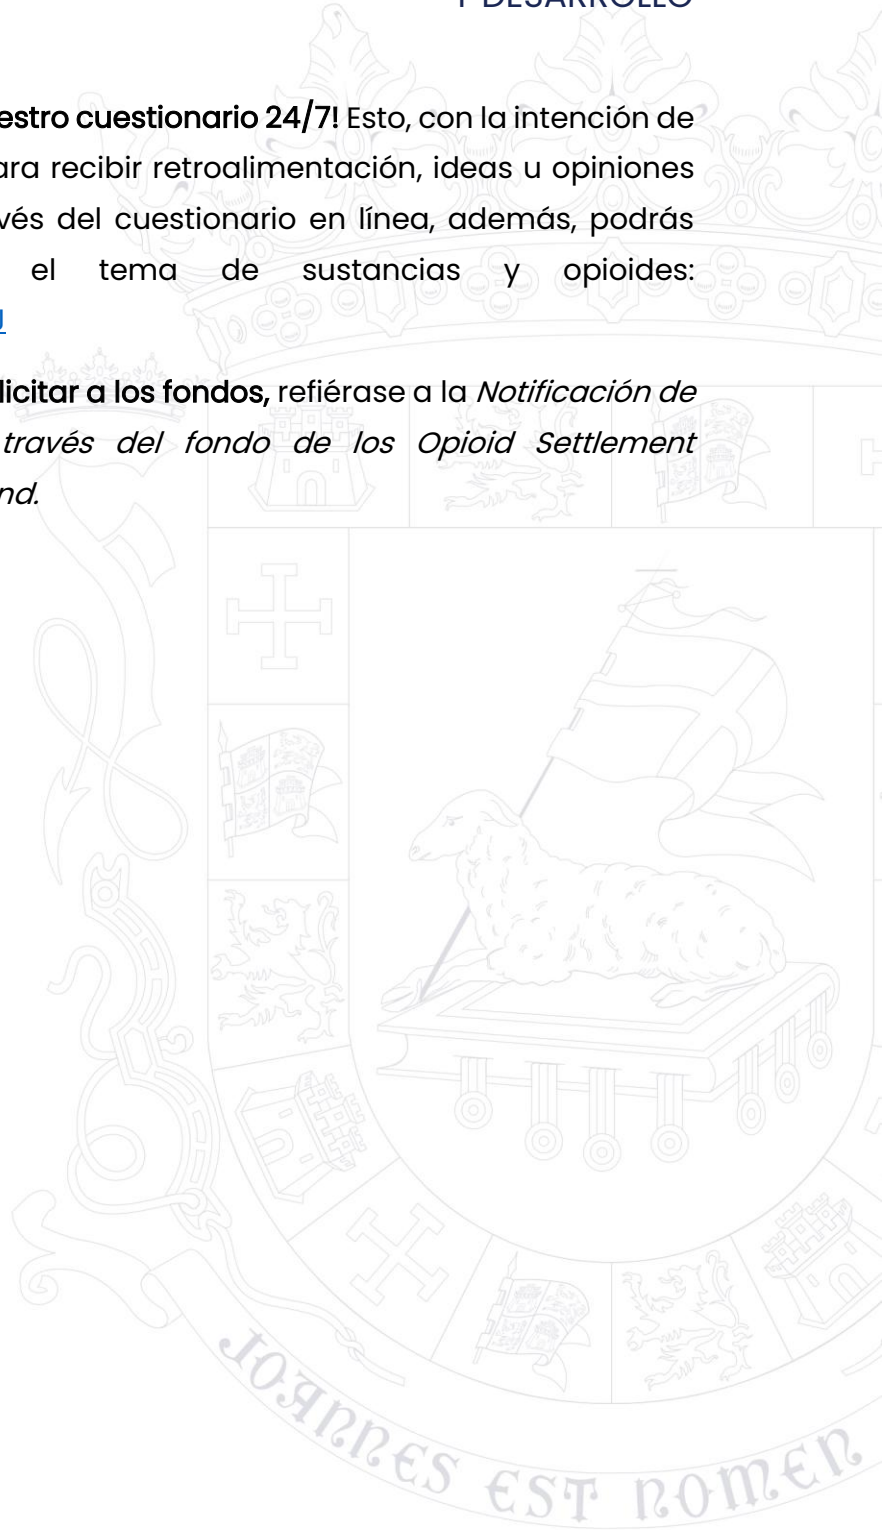 Y DESARROLLO
estro cuestionario 24/7! Esto, con la intención de
ara recibir retroalimentación, ideas u opiniones
vés del cuestionario en línea, además, podrás
el tema de sustancias y opioides:
licitar a los fondos, refiérase a la Notificación de
través del fondo de los Opioid Settlement
nd.
JOANNES EST NOMEN